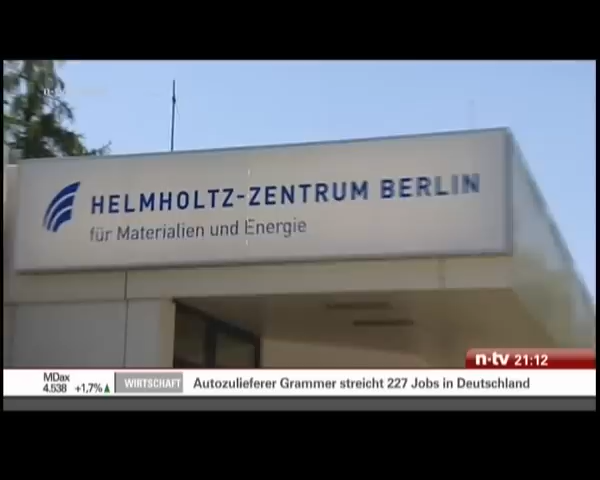 HELMHOLTZ-ZENTRUM BERLIN
für Materialien und Energie
n-tv 21:12
MDax
4.538 +1,7%
WIRTSCHAFT
Autozulieferer Grammer streicht 227 Jobs in Deutschland